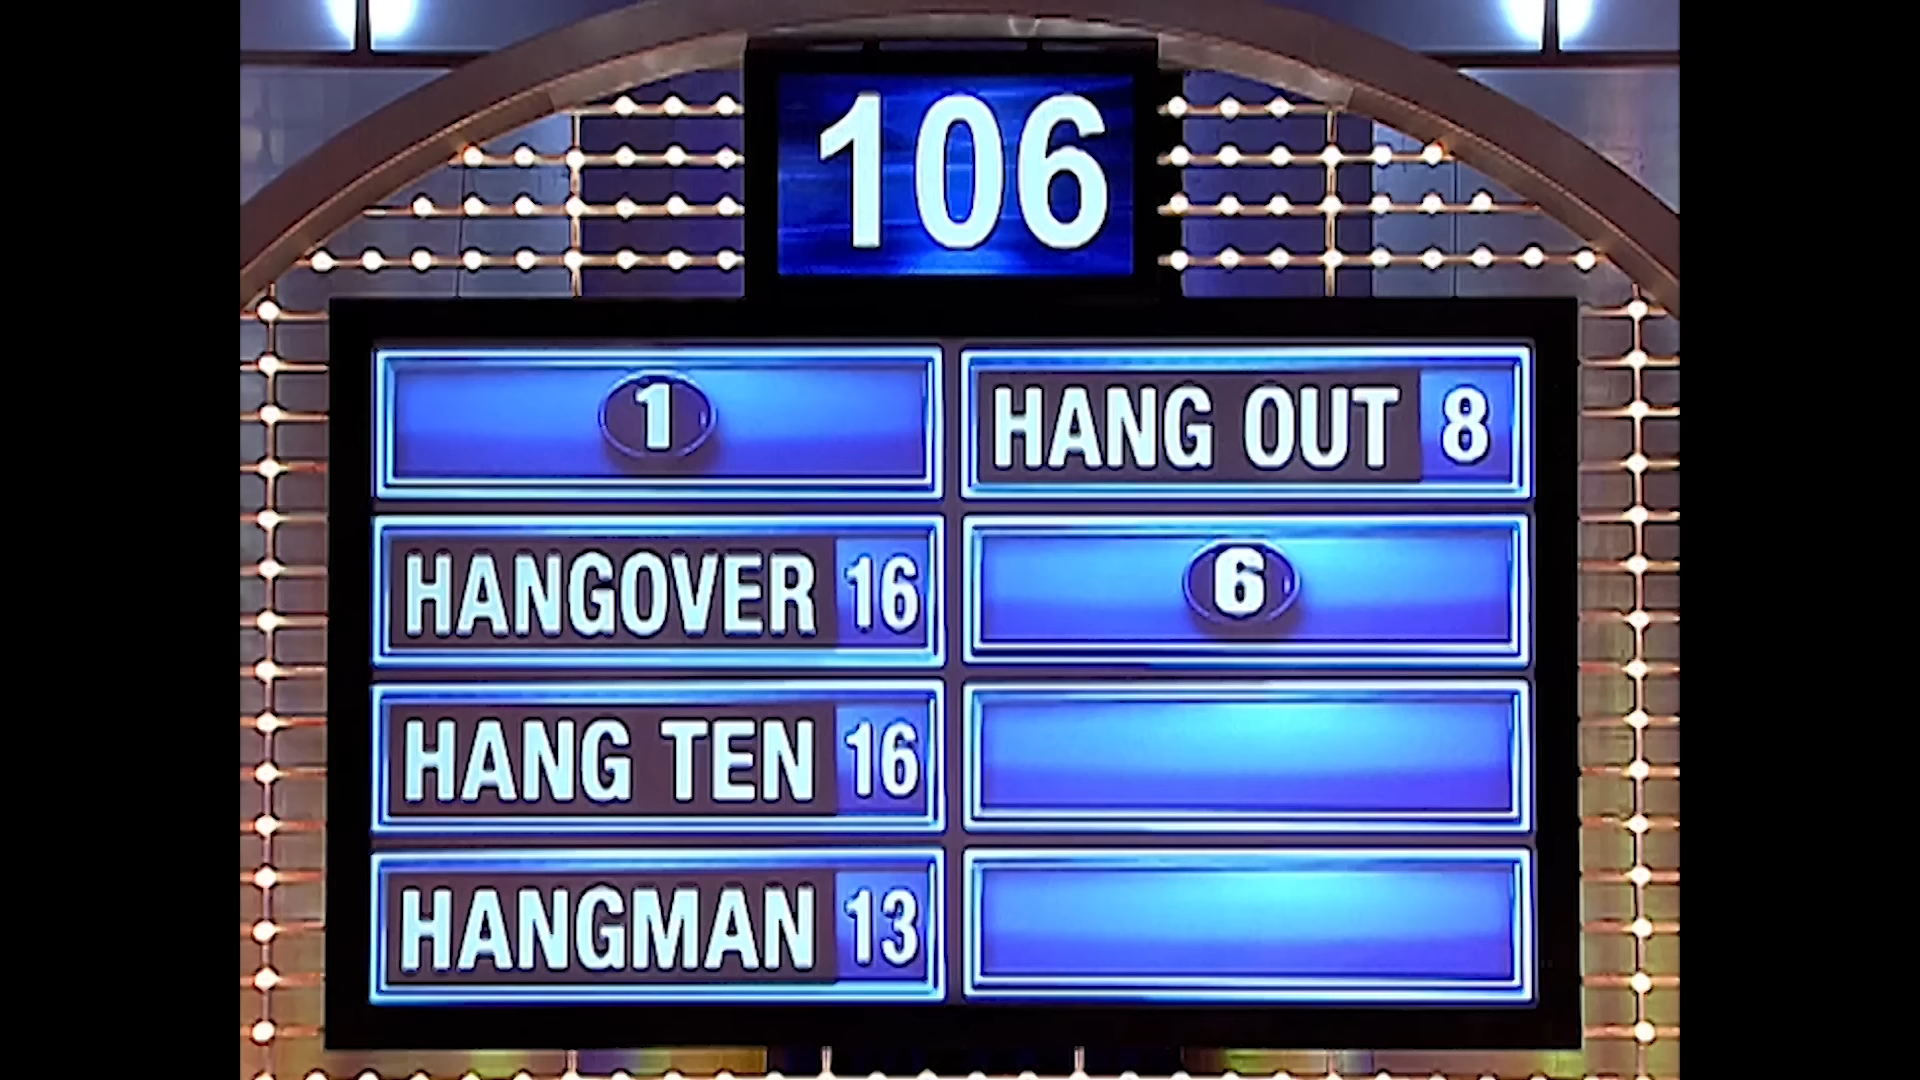 106
1
HANG OUT 8
HANGOVER 16
6
HANG TEN 16
HANGMAN 13